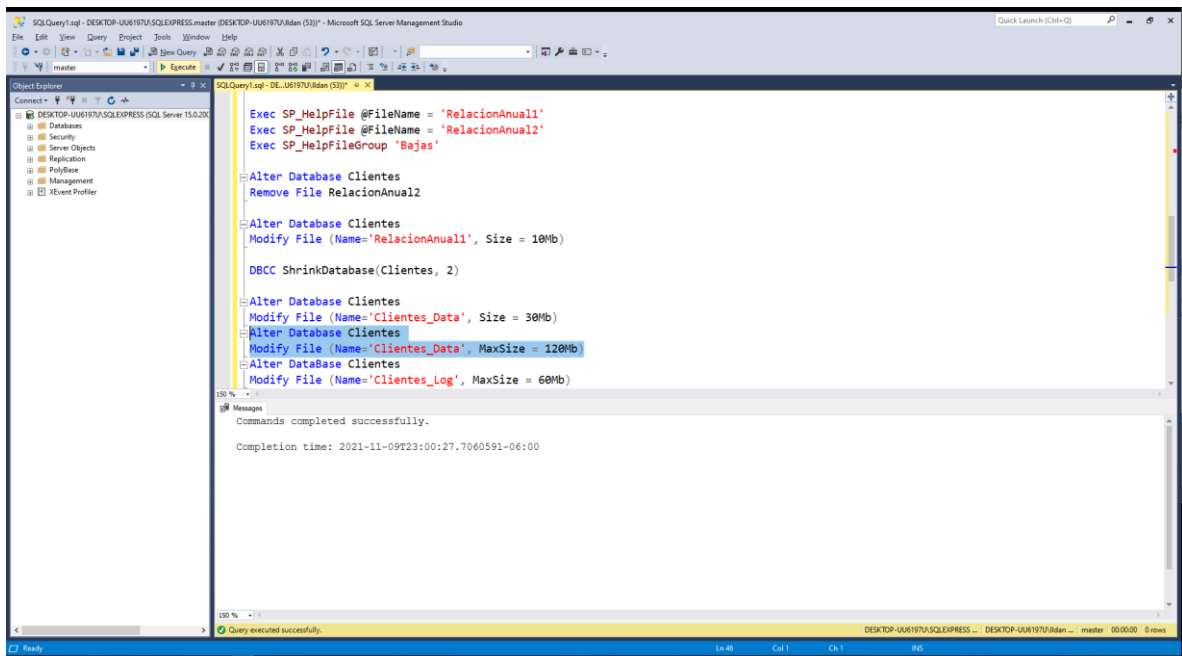 SQLQuery1.sql - DESKTOP-UU6197U\SQLEXPRESS.master (DESKTOP-UU6197U\Ildan (53))* - Microsoft SQL Server Management Studio
Quick Launch (Ctrl+Q)
File Edit View Query Project Tools Window Help
New Query
master
Execute
Object Explorer
SQLQuery1.sql - DE...U6197U\Ildan (53))*
Connect
DESKTOP-UU6197U\SQLEXPRESS (SQL Server 15.0.200
Databases
Security
Server Objects
Replication
PolyBase
Management
XEvent Profiler
Exec SP_HelpFile @FileName = 'RelacionAnual1'
Exec SP_HelpFile @FileName = 'RelacionAnual2'
Exec SP_HelpFileGroup 'Bajas'
Alter Database Clientes
Remove File RelacionAnual2
Alter Database Clientes
Modify File (Name='RelacionAnual1', Size = 10Mb)
DBCC ShrinkDatabase(Clientes, 2)
Alter Database Clientes
Modify File (Name='Clientes_Data', Size = 30Mb)
Alter Database Clientes
Modify File (Name='Clientes_Data', MaxSize = 120Mb)
Alter DataBase Clientes
Modify File (Name='Clientes_Log', MaxSize = 60Mb)
150 %
Messages
Commands completed successfully.
Completion time: 2021-11-09T23:00:27.7060591-06:00
150 %
Query executed successfully.
DESKTOP-UU6197U\SQLEXPRESS ... DESKTOP-UU6197U\Ildan ... master 00:00:00 0 rows
Ready
Ln 46 Col 1 Ch 1 INS